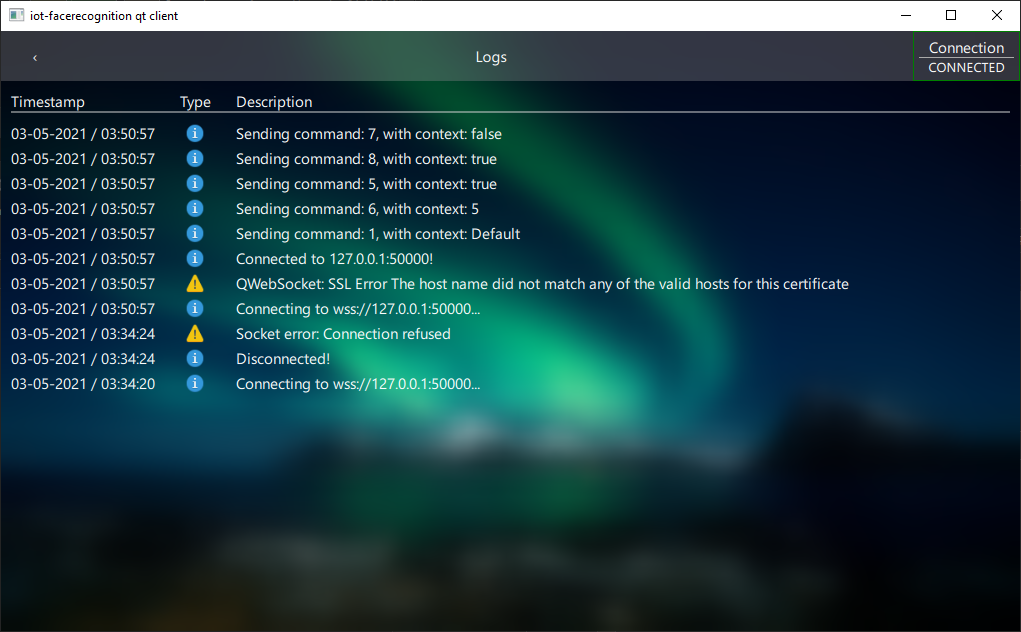 iot-facerecognition qt client
‹ Logs Connection
CONNECTED
Timestamp Type Description
03-05-2021 / 03:50:57 Sending command: 7, with context: false
03-05-2021 / 03:50:57 Sending command: 8, with context: true
03-05-2021 / 03:50:57 Sending command: 5, with context: true
03-05-2021 / 03:50:57 Sending command: 6, with context: 5
03-05-2021 / 03:50:57 Sending command: 1, with context: Default
03-05-2021 / 03:50:57 Connected to 127.0.0.1:50000!
03-05-2021 / 03:50:57 QWebSocket: SSL Error The host name did not match any of the valid hosts for this certificate
03-05-2021 / 03:50:57 Connecting to wss://127.0.0.1:50000...
03-05-2021 / 03:34:24 Socket error: Connection refused
03-05-2021 / 03:34:24 Disconnected!
03-05-2021 / 03:34:20 Connecting to wss://127.0.0.1:50000...